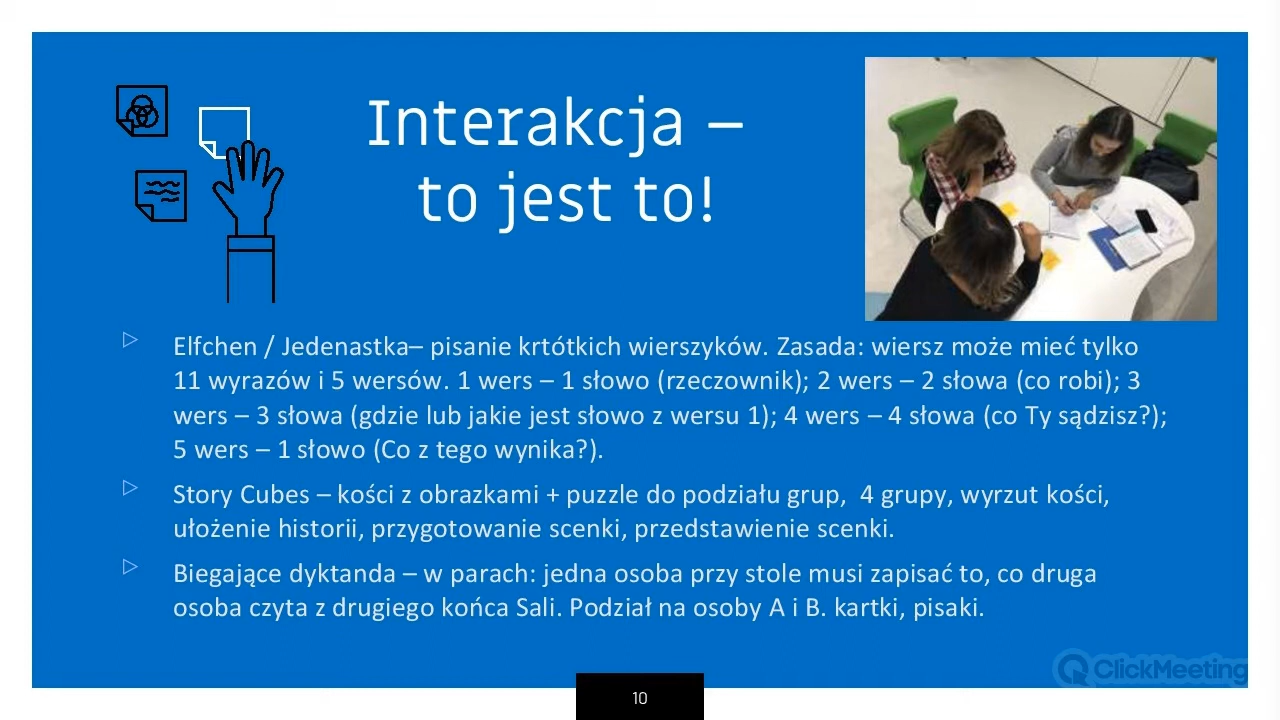 Interakcja –
to jest to!
Elfchen / Jedenastka– pisanie krtótkich wierszyków. Zasada: wiersz może mieć tylko
11 wyrazów i 5 wersów. 1 wers – 1 słowo (rzeczownik); 2 wers – 2 słowa (co robi); 3
wers – 3 słowa (gdzie lub jakie jest słowo z wersu 1); 4 wers – 4 słowa (co Ty sądzisz?);
5 wers – 1 słowo (Co z tego wynika?).
Story Cubes – kości z obrazkami + puzzle do podziału grup, 4 grupy, wyrzut kości,
ułożenie historii, przygotowanie scenki, przedstawienie scenki.
Biegające dyktanda – w parach: jedna osoba przy stole musi zapisać to, co druga
osoba czyta z drugiego końca Sali. Podział na osoby A i B. kartki, pisaki.
ClickMeeting
10